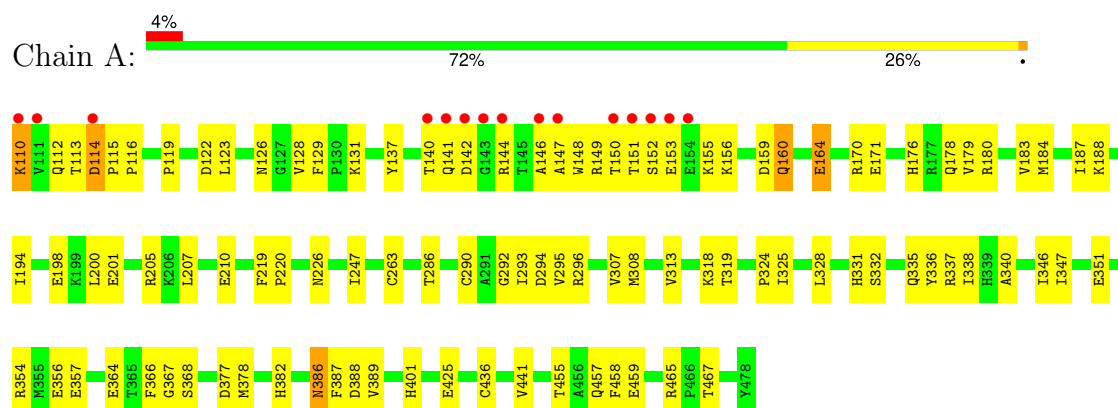 4%
Chain A:
72% 26% •
K110 V111 Q112 T113 D114 P115 P116 P119 D122 L123 N126 G127 V128 F129 P130 K131 Y137 T140 Q141 D142 G143 R144 T145 A146 A147 W148 R149 T150 T151 S152 E153 E154 K155 K156 D159 Q160 E164 R170 E171 H176 R177 Q178 V179 R180 V183 M184 I187 K188
I194 E198 K199 L200 E201 R205 K206 L207 E210 F219 P220 N226 I247 C263 T286 C290 A291 G292 I293 D294 V295 R296 V307 M308 V313 K318 T319 P324 I325 L328 H331 S332 Q335 Y336 R337 I338 H339 A340 I346 I347 E351
R354 M355 E356 E357 E364 T365 F366 G367 S368 D377 M378 H382 N386 F387 D388 V389 H401 E425 C436 V441 T455 A456 Q457 F458 E459 R465 P466 T467 Y478